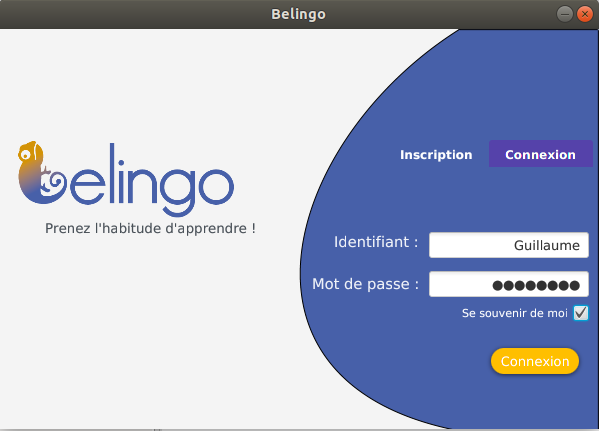 Belingo
belingo
Prenez l'habitude d'apprendre !
Inscription
Connexion
Identifiant :
Guillaume
Mot de passe :
●●●●●●●●
Se souvenir de moi
Connexion